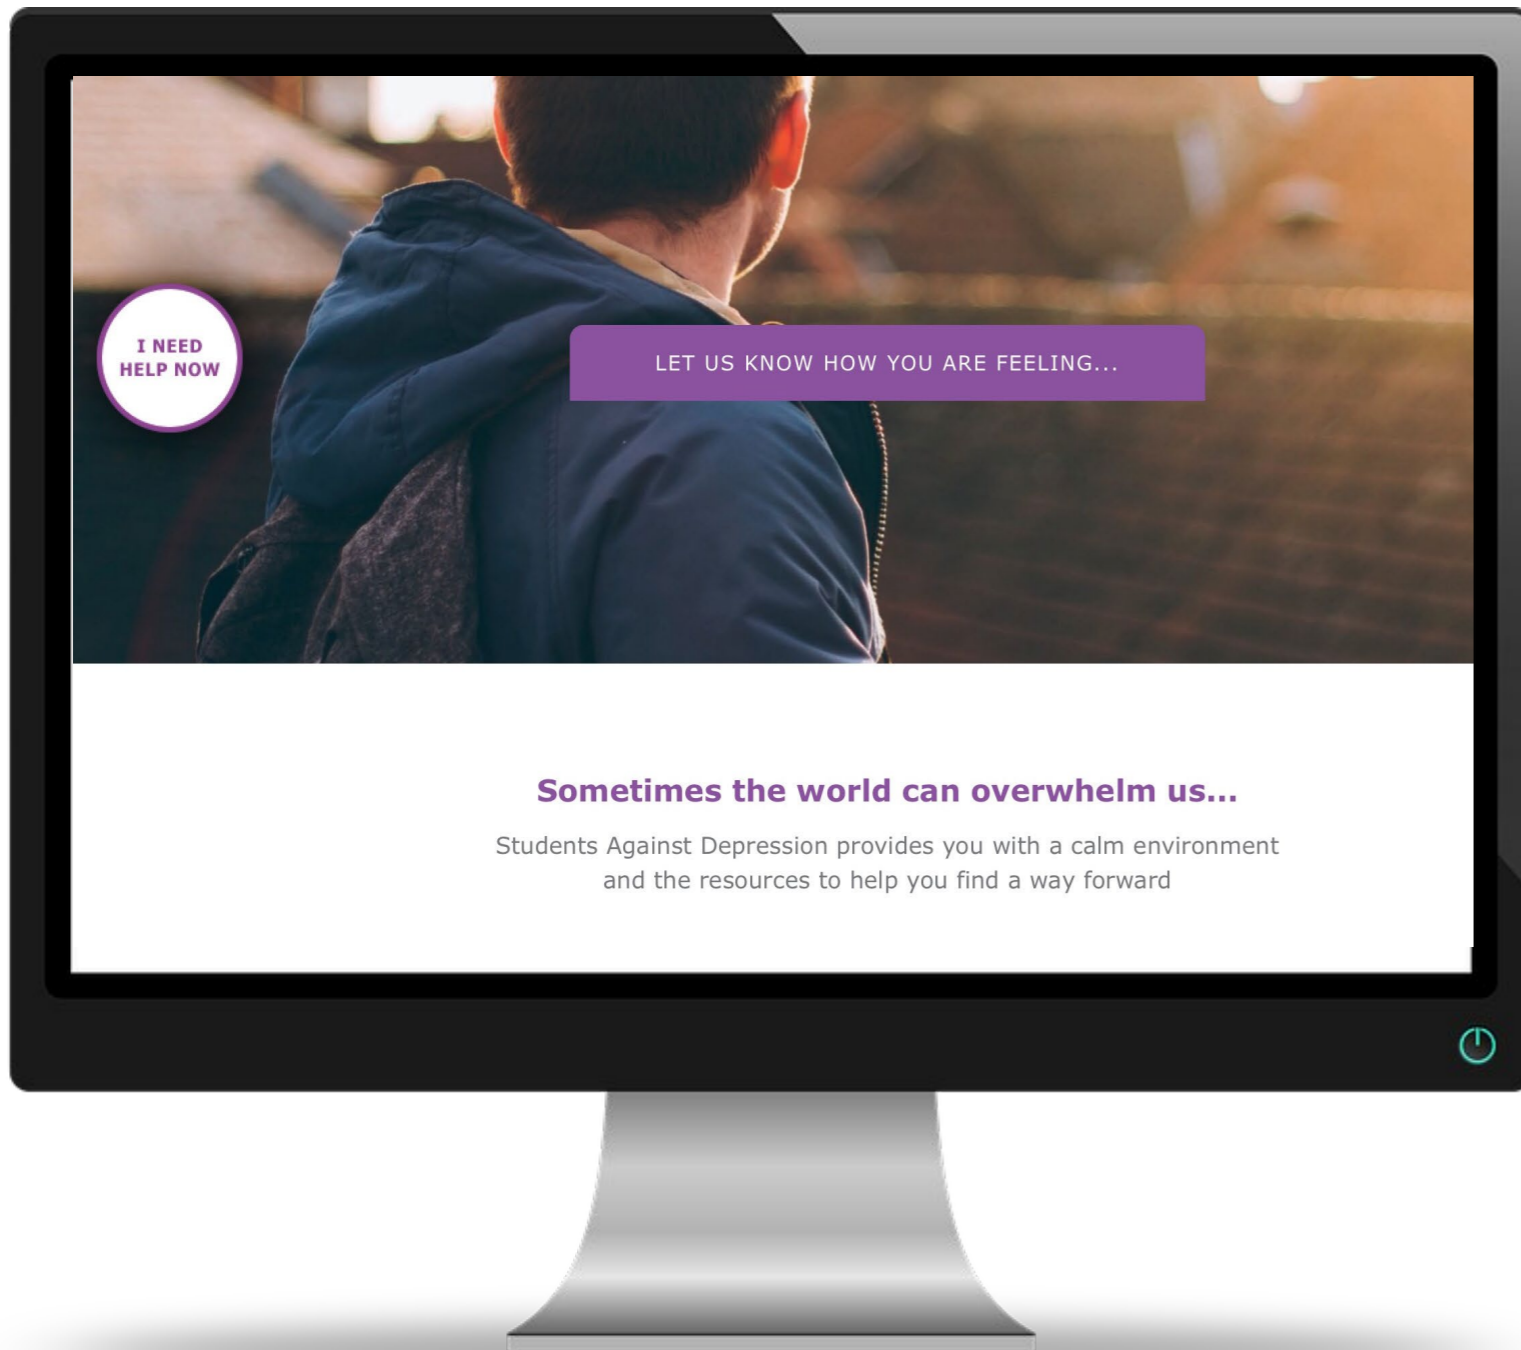 I NEED
HELP NOW
LET US KNOW HOW YOU ARE FEELING...
Sometimes the world can overwhelm us...
Students Against Depression provides you with a calm environment
and the resources to help you find a way forward